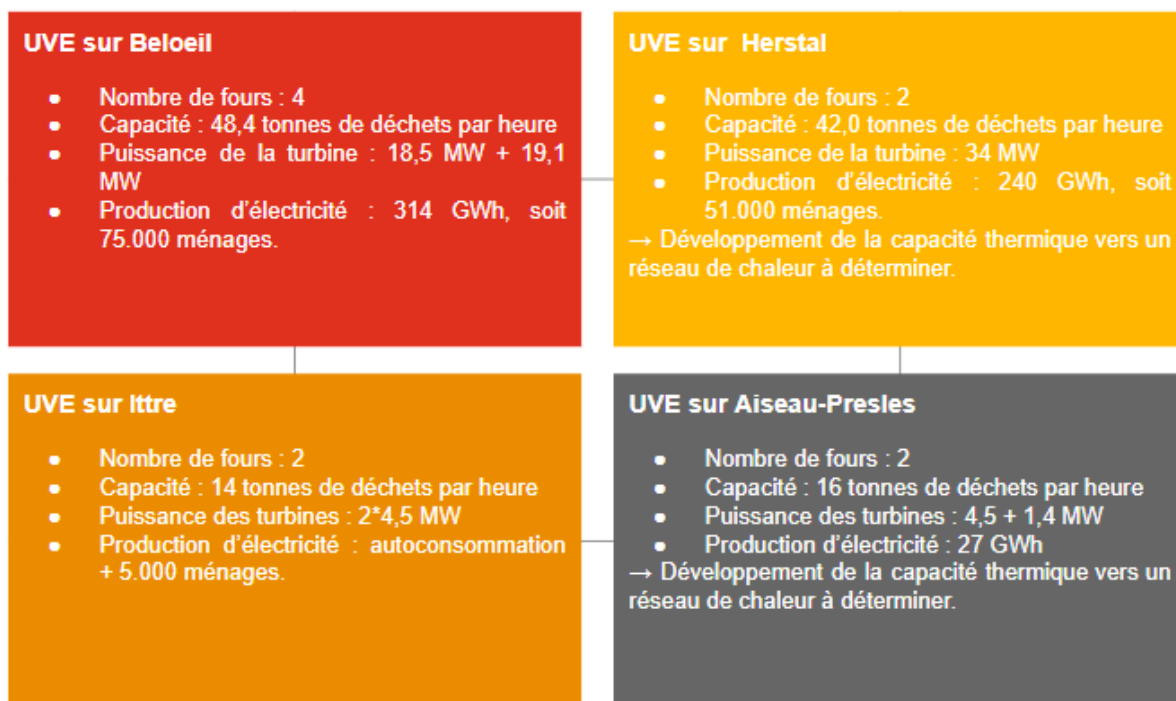 UVE sur Beloeil
● Nombre de fours : 4
● Capacité : 48,4 tonnes de déchets par heure
● Puissance de la turbine : 18,5 MW + 19,1
MW
● Production d'électricité : 314 GWh, soit
75.000 ménages.
UVE sur Herstal
● Nombre de fours : 2
● Capacité : 42,0 tonnes de déchets par heure
● Puissance de la turbine : 34 MW
● Production d'électricité : 240 GWh, soit
51.000 ménages.
→ Développement de la capacité thermique vers un
réseau de chaleur à déterminer.
UVE sur Ittre
● Nombre de fours : 2
● Capacité : 14 tonnes de déchets par heure
● Puissance des turbines : 2*4,5 MW
● Production d'électricité : autoconsommation
+ 5.000 ménages.
UVE sur Aiseau-Presles
● Nombre de fours : 2
● Capacité : 16 tonnes de déchets par heure
● Puissance des turbines : 4,5 + 1,4 MW
● Production d'électricité : 27 GWh
→ Développement de la capacité thermique vers un
réseau de chaleur à déterminer.